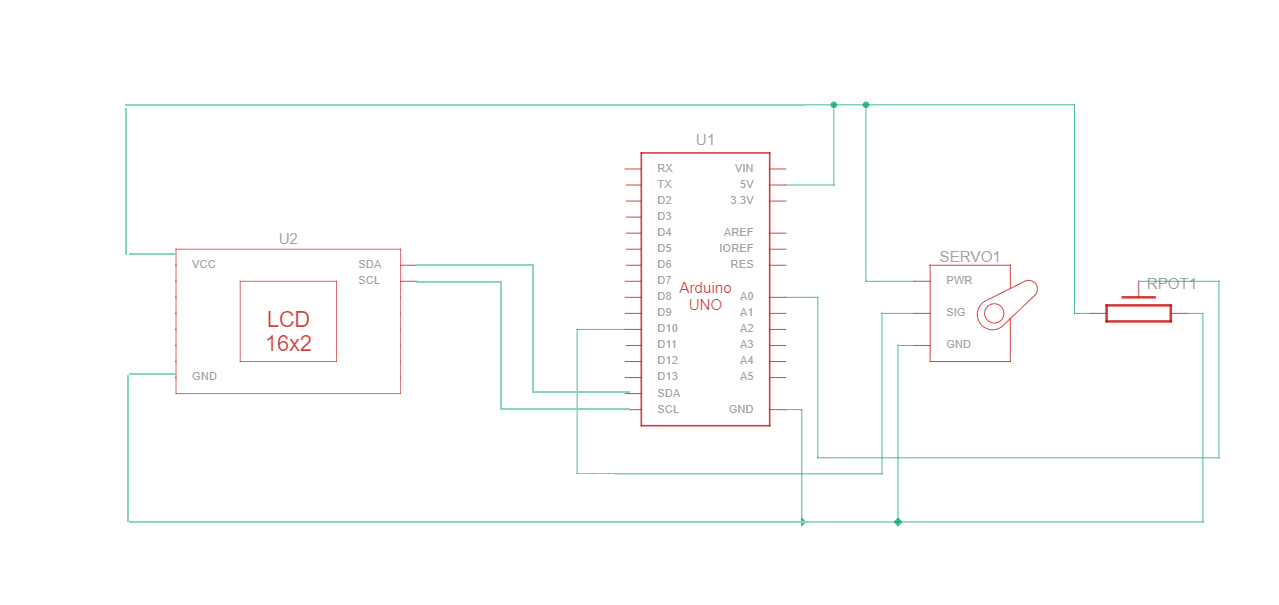 U1
RX
TX
D2
D3
D4
D5
D6
D7
D8
D9
D10
D11
D12
D13
SDA
SCL
VIN
5V
3.3V
AREF
IOREF
RES
A0
A1
A2
A3
A4
A5
GND
Arduino
UNO
U2
VCC
GND
SDA
SCL
LCD
16x2
SERVO1
PWR
SIG
GND
RPOT1